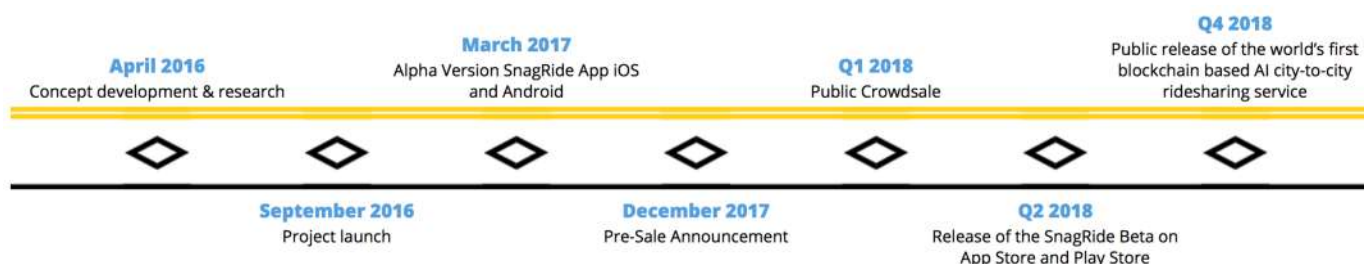 April 2016
Concept development & research
March 2017
Alpha Version SnagRide App iOS
and Android
Q1 2018
Public Crowdsale
Q4 2018
Public release of the world's first
blockchain based AI city-to-city
ridesharing service
September 2016
Project launch
December 2017
Pre-Sale Announcement
Q2 2018
Release of the SnagRide Beta on
App Store and Play Store